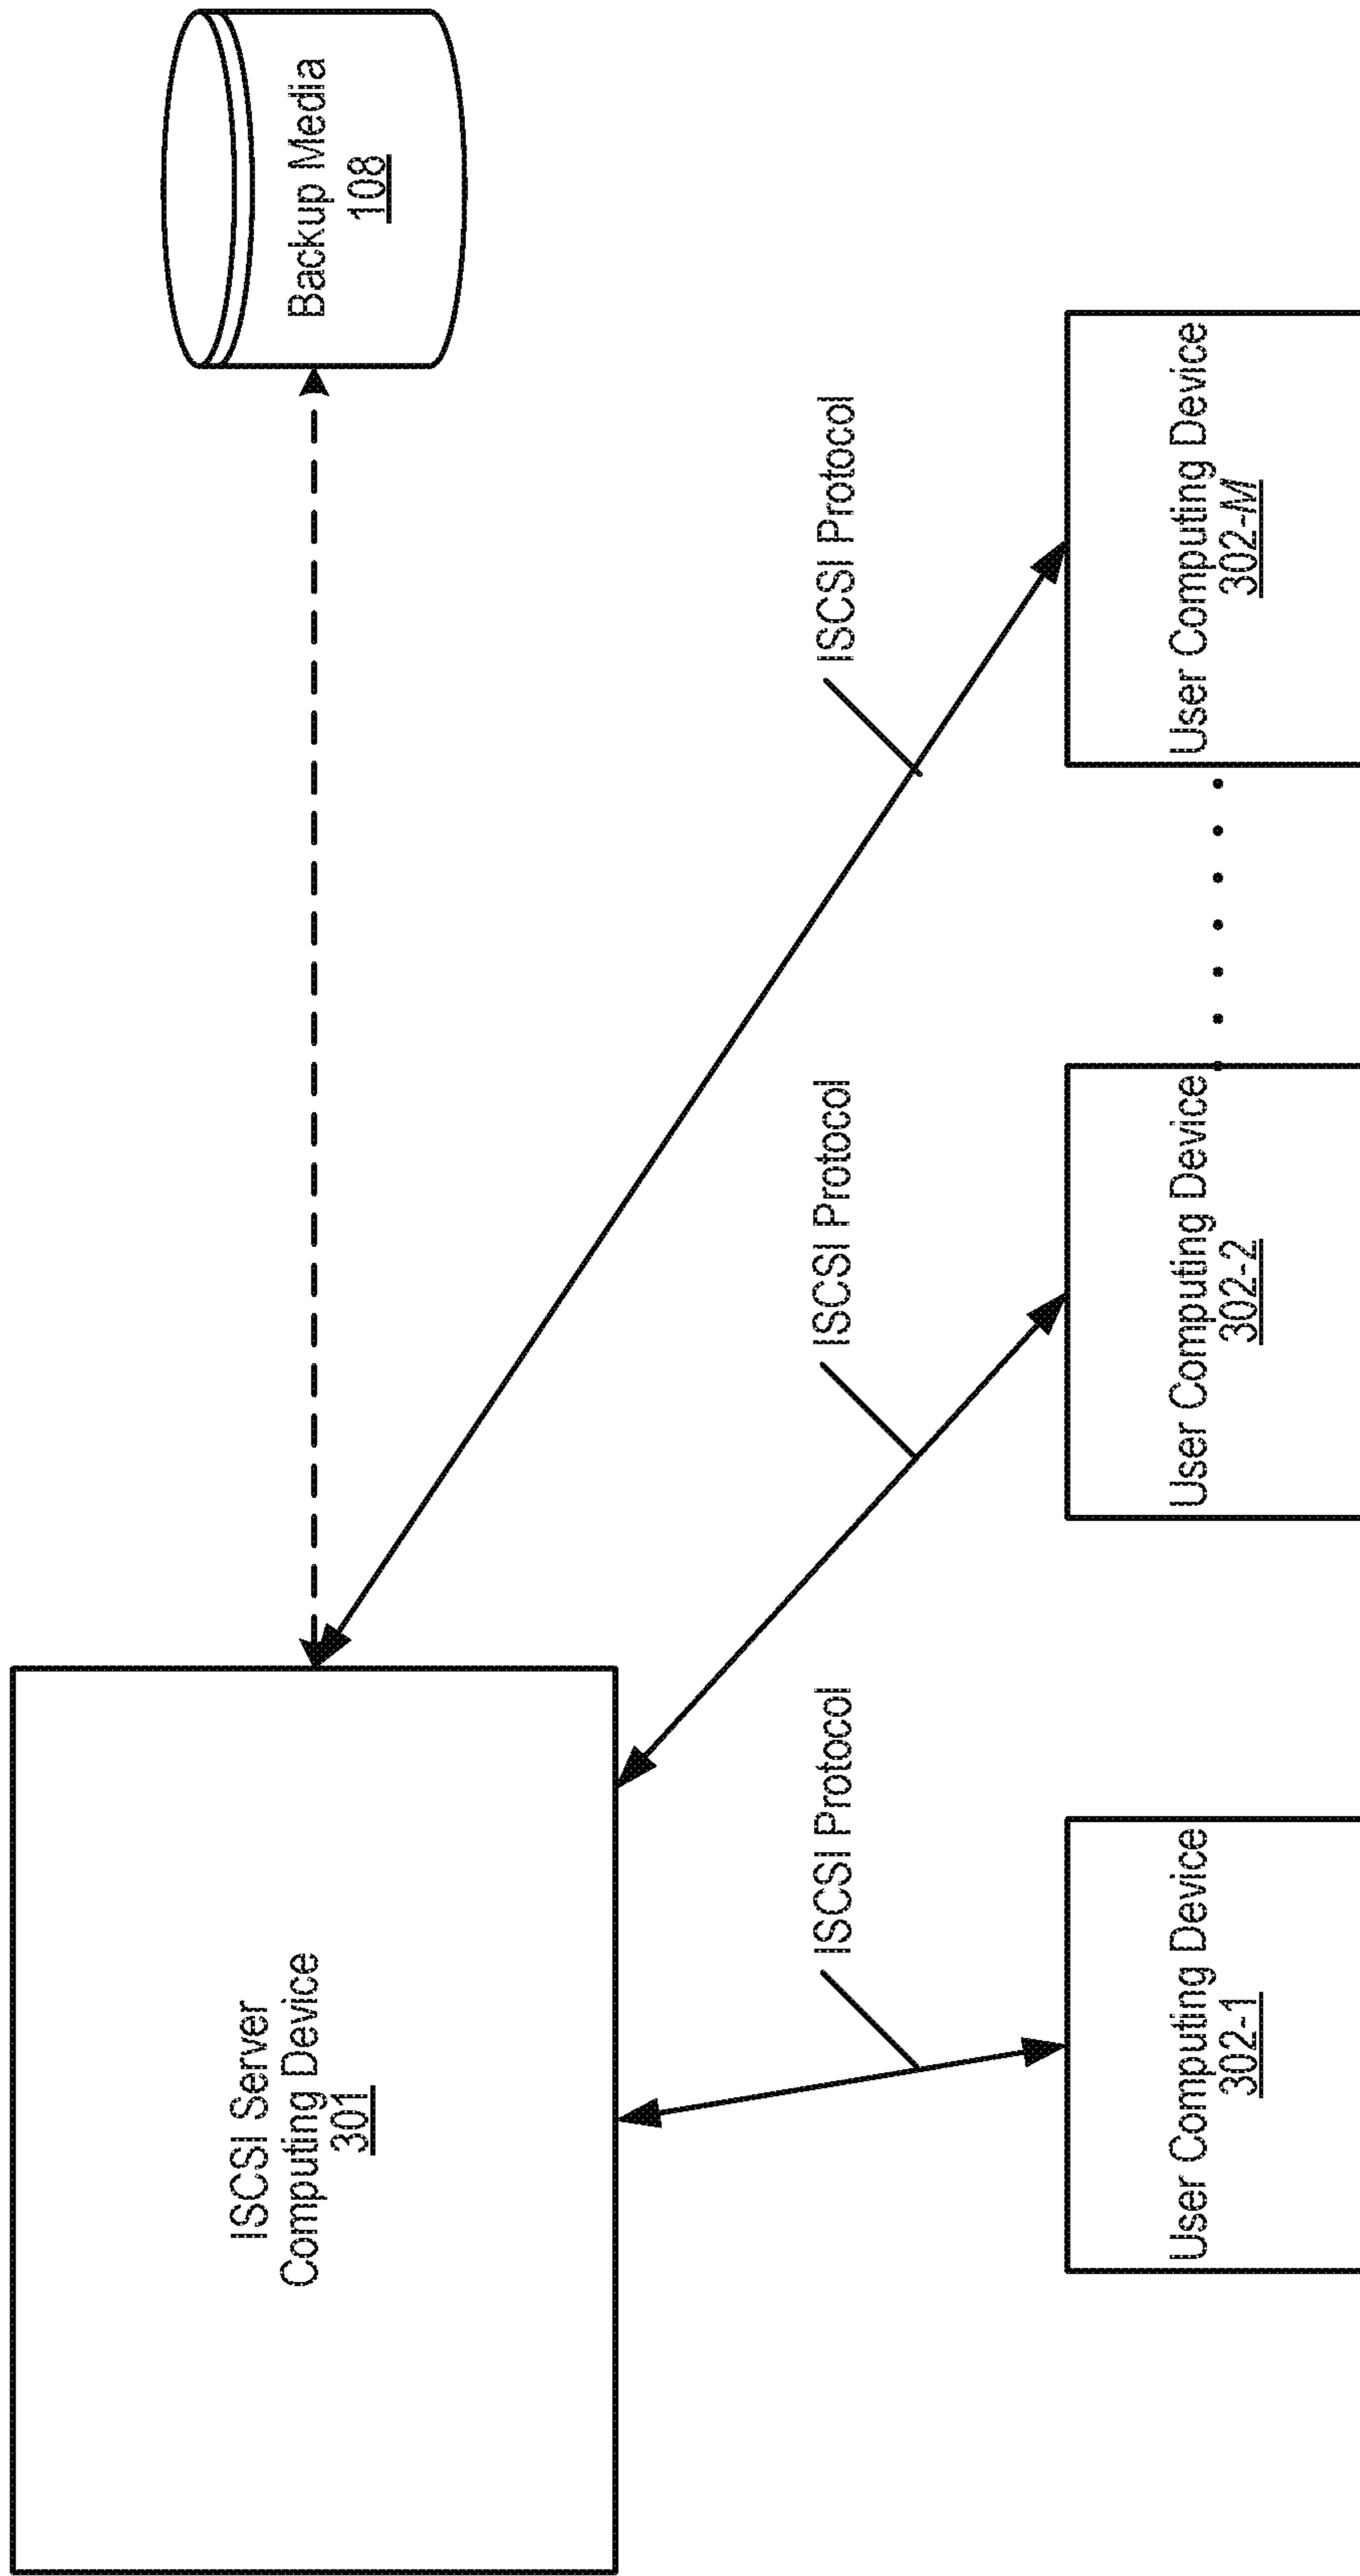 ISCSI Server
Computing Device
301
Backup Media
108
ISCSI Protocol
ISCSI Protocol
ISCSI Protocol
User Computing Device
302-1
User Computing Device
302-2
User Computing Device
302-M